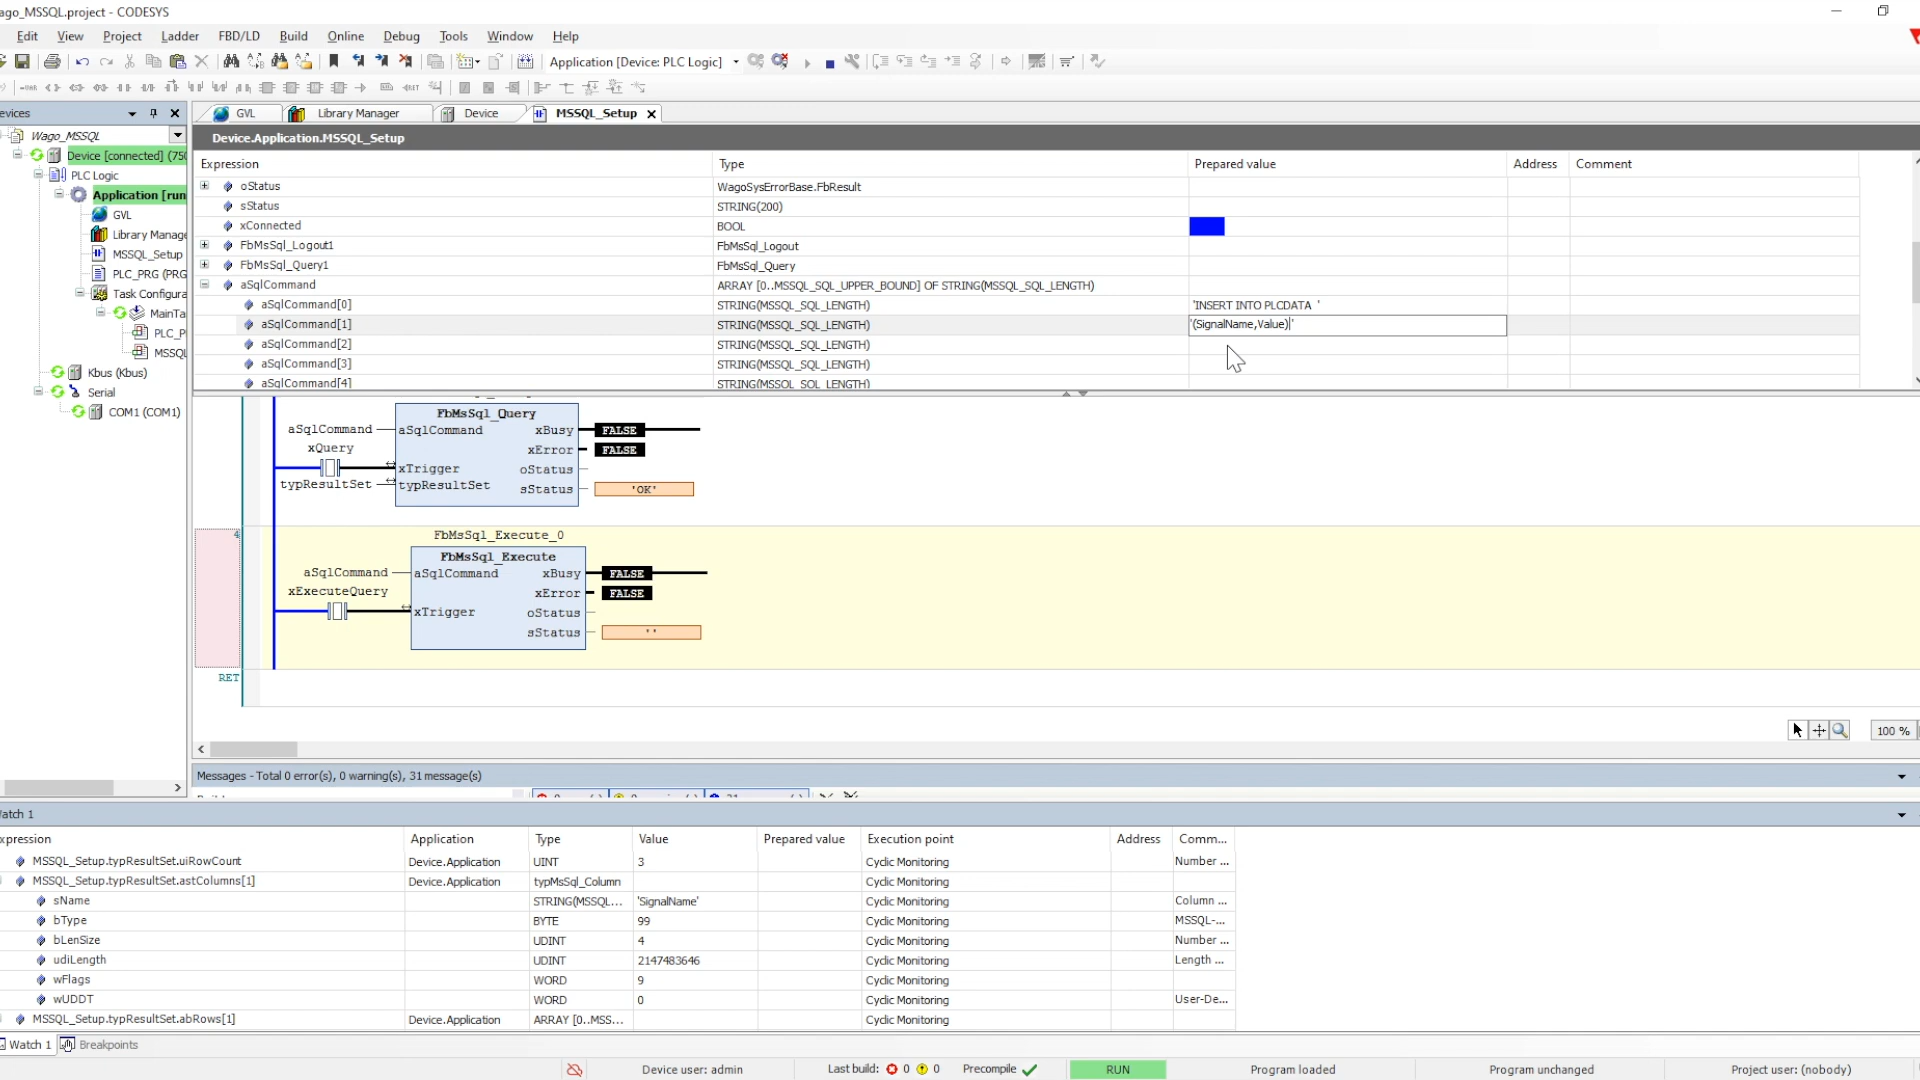 ago_MSSQL.project - CODESYS
Edit View Project Ladder FBD/LD Build Online Debug Tools Window Help
Application [Device: PLC Logic]
evices
GVL Library Manager Device MSSQL_Setup
Wago_MSSQL
Device [connected] (750
PLC Logic
Application [run
GVL
Library Manage
MSSQL_Setup
PLC_PRG (PRG
Task Configura
MainTa
PLC_P
MSSQL
Kbus (Kbus)
Serial
COM1 (COM1)
Device.Application.MSSQL_Setup
Expression Type Prepared value Address Comment
oStatus WagoSysErrorBase.FbResult
sStatus STRING(200)
xConnected BOOL
FbMsSql_Logout1 FbMsSql_Logout
FbMsSql_Query1 FbMsSql_Query
aSqlCommand ARRAY [0..MSSQL_SQL_UPPER_BOUND] OF STRING(MSSQL_SQL_LENGTH)
aSqlCommand[0] STRING(MSSQL_SQL_LENGTH) 'INSERT INTO PLCDATA '
aSqlCommand[1] STRING(MSSQL_SQL_LENGTH) '(SignalName,Value)'
aSqlCommand[2] STRING(MSSQL_SQL_LENGTH)
aSqlCommand[3] STRING(MSSQL_SQL_LENGTH)
aSqlCommand[4] STRING(MSSQL_SQL_LENGTH)
FbMsSql_Query
aSqlCommand aSqlCommand xBusy FALSE
xQuery xError FALSE
xTrigger oStatus
typResultSet typResultSet sStatus 'OK'
4
FbMsSql_Execute_0
FbMsSql_Execute
aSqlCommand aSqlCommand xBusy FALSE
xExecuteQuery xError FALSE
xTrigger oStatus
sStatus ''
RET
100 %
Messages - Total 0 error(s), 0 warning(s), 31 message(s)
atch 1
xpression Application Type Value Prepared value Execution point Address Comm...
MSSQL_Setup.typResultSet.uiRowCount Device.Application UINT 3 Cyclic Monitoring Number ...
MSSQL_Setup.typResultSet.astColumns[1] Device.Application typMsSql_Column Cyclic Monitoring
sName STRING(MSSQL... 'SignalName' Cyclic Monitoring Column ...
bType BYTE 99 Cyclic Monitoring MSSQL-...
bLenSize UDINT 4 Cyclic Monitoring Number ...
udiLength UDINT 2147483646 Cyclic Monitoring Length ...
wFlags WORD 9 Cyclic Monitoring
wUDDT WORD 0 Cyclic Monitoring User-De...
MSSQL_Setup.typResultSet.abRows[1] Device.Application ARRAY [0..MSS... Cyclic Monitoring
Watch 1 Breakpoints
Device user: admin Last build: 0 0 Precompile RUN Program loaded Program unchanged Project user: (nobody)